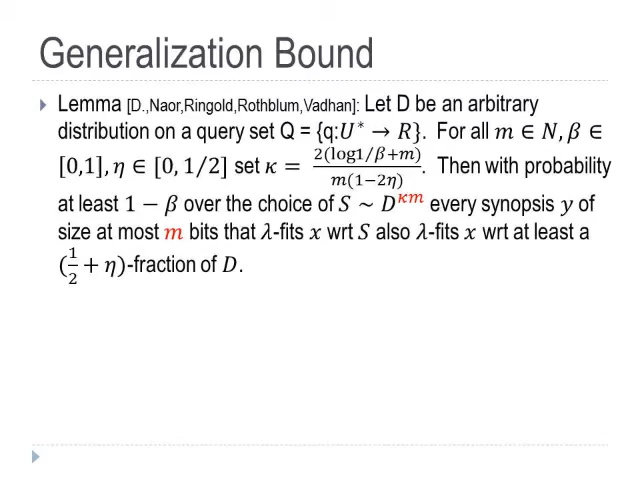 Generalization Bound
Lemma [D.,Naor,Ringold,Rothblum,Vadhan]: Let D be an arbitrary
distribution on a query set Q = {q:U* → R}. For all m ∈ N, β ∈
[0,1], η ∈ [0, 1/2] set κ = 2(log1/β+m)/m(1−2η). Then with probability
at least 1 − β over the choice of S ~ D^κm every synopsis y of
size at most m bits that λ-fits x wrt S also λ-fits x wrt at least a
(1/2 + η)-fraction of D.